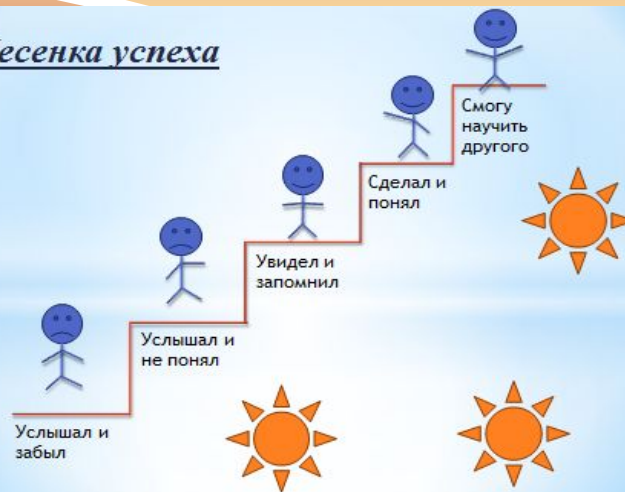 есенка успеха
Смогу
научить
другого
Сделал и
понял
Увидел и
запомнил
Услышал и
не понял
Услышал и
забыл